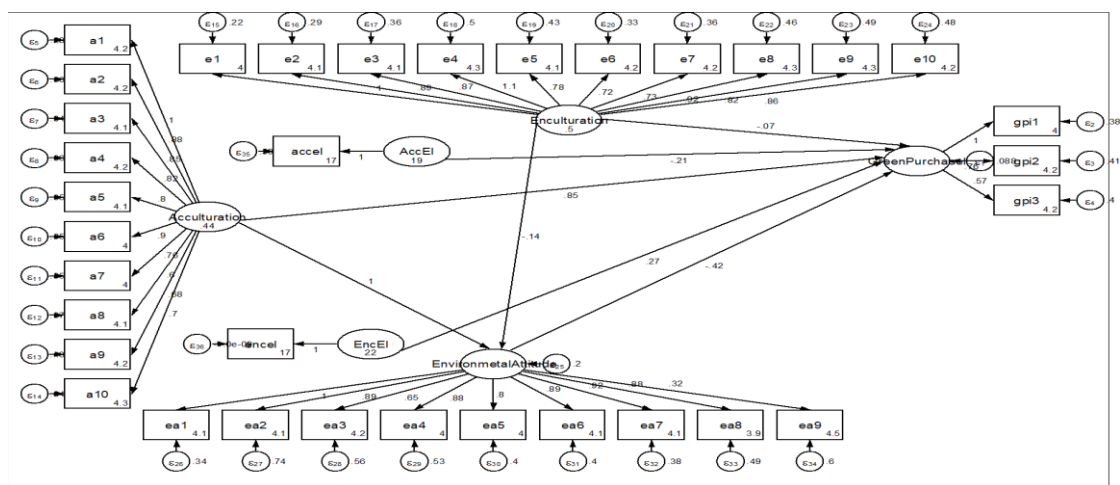 ε15 .22 ε16 .29 ε17 .36 ε18 .5 ε19 .43 ε20 .33 ε21 .36 ε22 .46 ε23 .49 ε24 .48
e1 4 e2 4.1 e3 4.1 e4 4.3 e5 4.1 e6 4.2 e7 4.2 e8 4.3 e9 4.3 e10 4.2
1 .89 .87 1.1 .78 .72 .73 .92 .82 .86
Enculturation
.5
ε5 a1 4.2
ε6 a2 4.2
ε7 a3 4.1
ε8 a4 4.2
ε9 a5 4.1
ε10 a6 4
ε11 a7 4
ε12 a8 4.1
ε13 a9 4.2
ε14 a10 4.3
1
.88
.85
.82
.8
.9
.76
.6
.7
Acculturation
.44
ε35 accel 17
1
AccEI
19
-.07
-.21
.85
-.14
.27
-.42
1
gpi1 4 ε2 .38
gpi2 4.2 ε3 .41
gpi3 4.2 ε4 .4
1
.57
.088
ε36 encel 17
1
EncEI
22
EnvironmetalAttitude
.2
1 .89 .65 .88 .8 .89 .92 .88 .32
ea1 4.1 ea2 4.1 ea3 4.2 ea4 4 ea5 4 ea6 4.1 ea7 4.1 ea8 3.9 ea9 4.5
ε26 .34 ε27 .74 ε28 .56 ε29 .53 ε30 .4 ε31 .4 ε32 .38 ε33 .49 ε34 .6